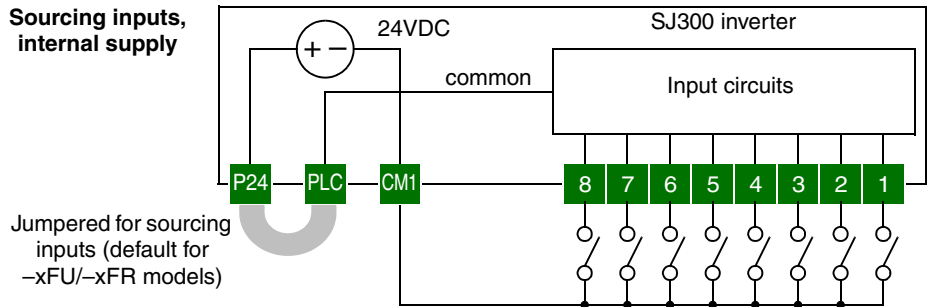 Sourcing inputs,
internal supply
+ −
24VDC
SJ300 inverter
common
Input circuits
P24 PLC CM1 8 7 6 5 4 3 2 1
Jumpered for sourcing
inputs (default for
–xFU/–xFR models)